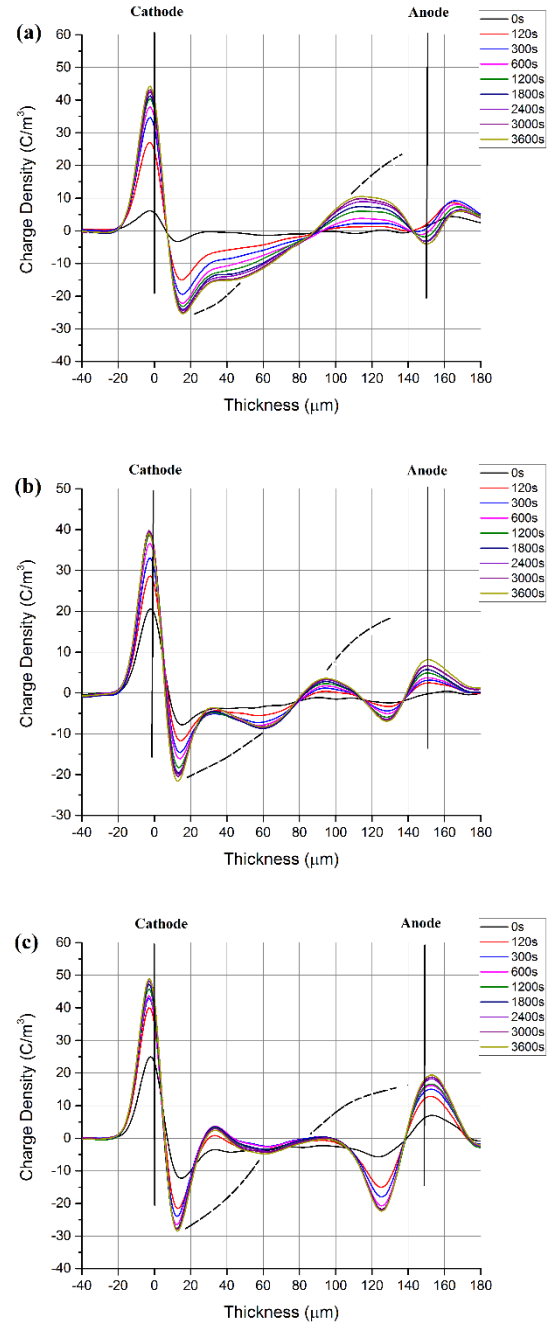 (a)
Cathode
Anode
0s
120s
300s
600s
1200s
1800s
2400s
3000s
3600s
60
50
40
30
20
10
0
-10
-20
-30
-40
Charge Density (C/m³)
-40 -20 0 20 40 60 80 100 120 140 160 180
Thickness (μm)
(b)
Cathode
Anode
0s
120s
300s
600s
1200s
1800s
2400s
3000s
3600s
50
40
30
20
10
0
-10
-20
-30
Charge Density (C/m³)
-40 -20 0 20 40 60 80 100 120 140 160 180
Thickness (μm)
(c)
Cathode
Anode
0s
120s
300s
600s
1200s
1800s
2400s
3000s
3600s
60
50
40
30
20
10
0
-10
-20
-30
-40
Charge Density (C/m³)
-40 -20 0 20 40 60 80 100 120 140 160 180
Thickness (μm)